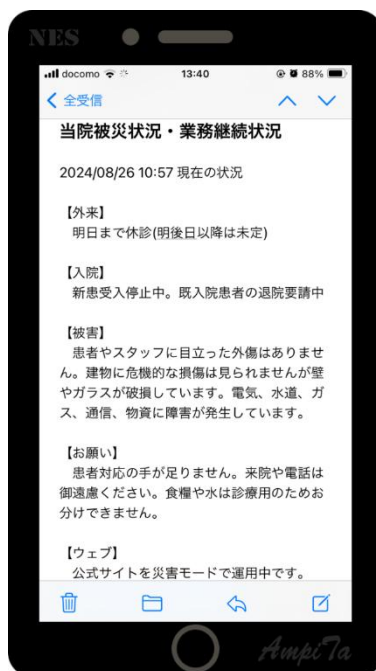 NES
docomo
13:40
88%
全受信
当院被災状況・業務継続状況
2024/08/26 10:57 現在の状況
【外来】
明日まで休診(明後日以降は未定)
【入院】
新患受入停止中。既入院患者の退院要請中
【被害】
患者やスタッフに目立った外傷はありませ
ん。建物に危機的な損傷は見られませんが壁
やガラスが破損しています。電気、水道、ガ
ス、通信、物資に障害が発生しています。
【お願い】
患者対応の手が足りません。来院や電話は
御遠慮ください。食糧や水は診療用のためお
分けできません。
【ウェブ】
公式サイトを災害モードで運用中です。
AmpiTa